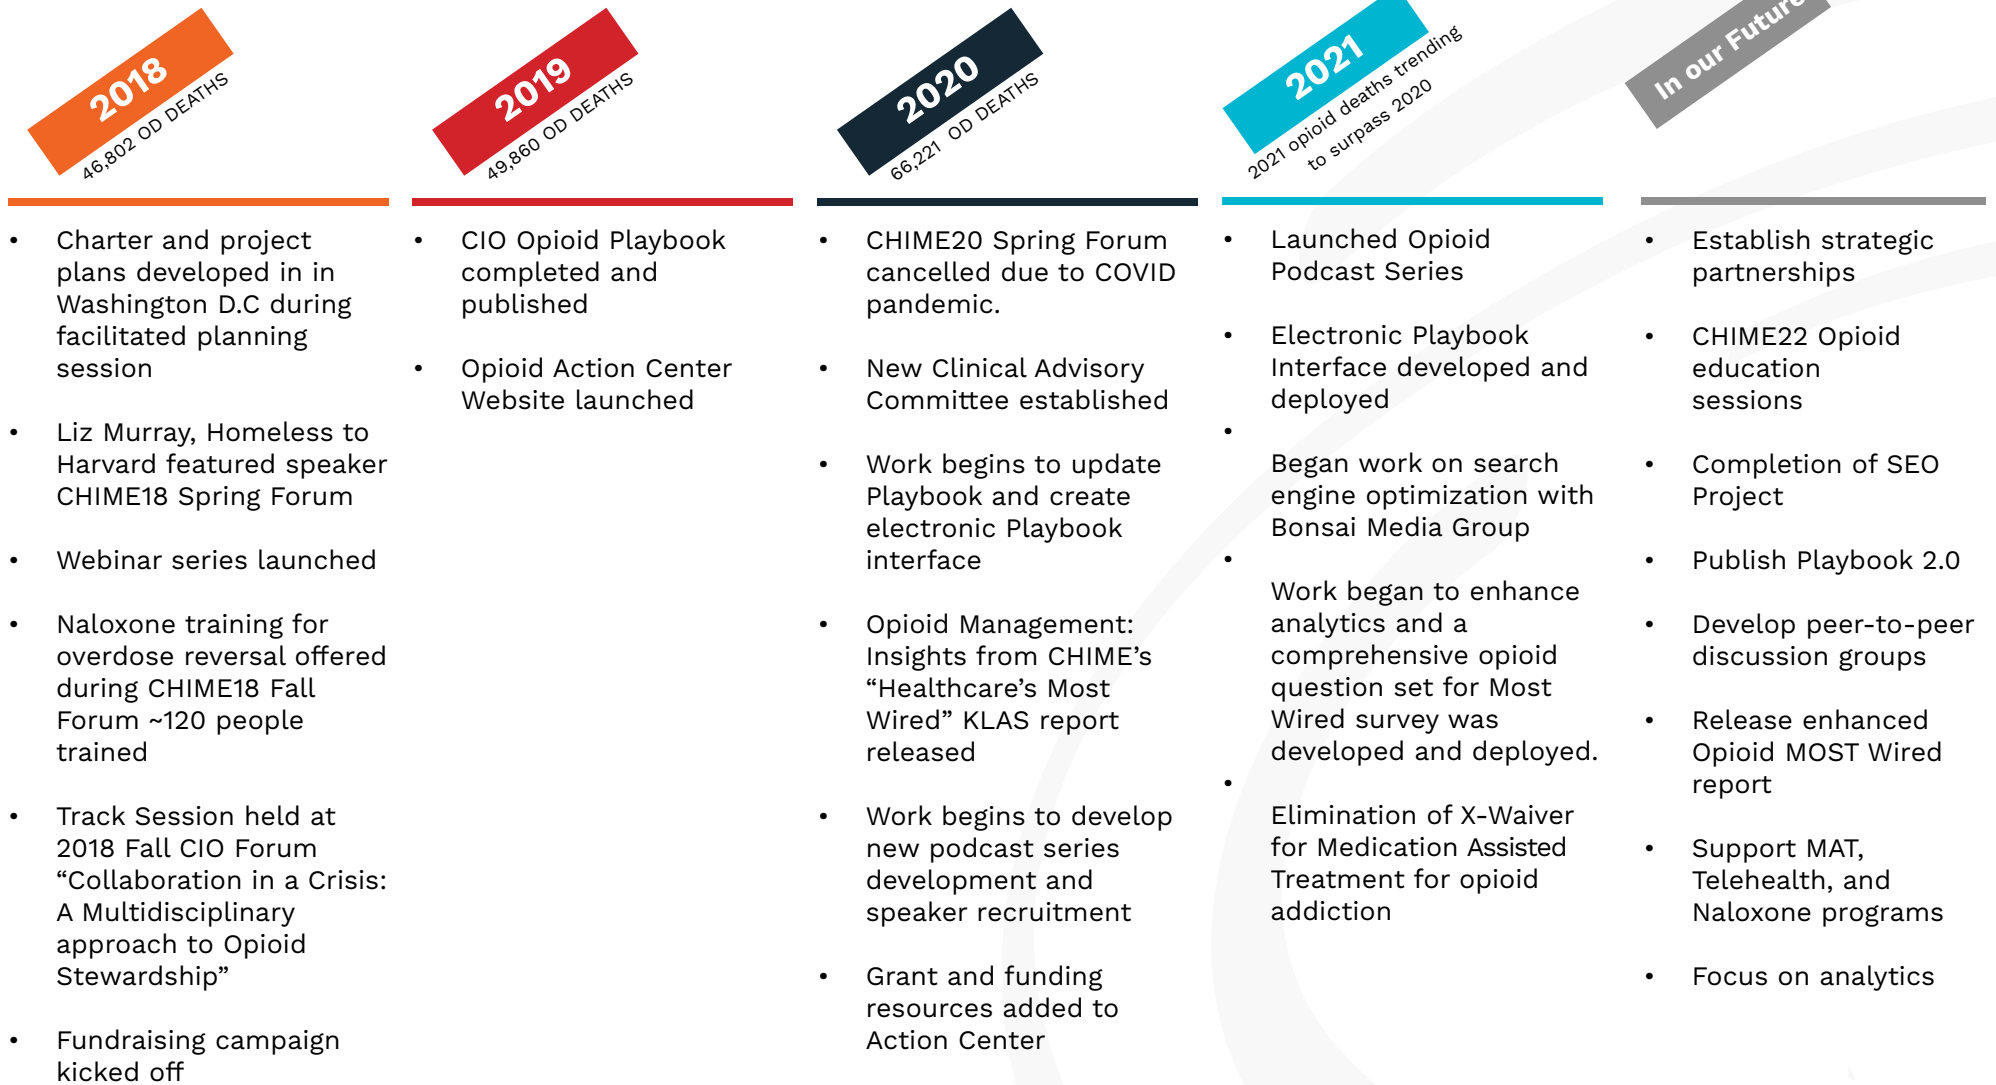 2018
46,802 OD DEATHS
• Charter and project
plans developed in in
Washington D.C during
facilitated planning
session
• Liz Murray, Homeless to
Harvard featured speaker
CHIME18 Spring Forum
• Webinar series launched
• Naloxone training for
overdose reversal offered
during CHIME18 Fall
Forum ~120 people
trained
• Track Session held at
2018 Fall CIO Forum
“Collaboration in a Crisis:
A Multidisciplinary
approach to Opioid
Stewardship”
• Fundraising campaign
kicked off
2019
49,860 OD DEATHS
• CIO Opioid Playbook
completed and
published
• Opioid Action Center
Website launched
2020
66,221 OD DEATHS
• CHIME20 Spring Forum
cancelled due to COVID
pandemic.
• New Clinical Advisory
Committee established
• Work begins to update
Playbook and create
electronic Playbook
interface
• Opioid Management:
Insights from CHIME’s
“Healthcare’s Most
Wired” KLAS report
released
• Work begins to develop
new podcast series
development and
speaker recruitment
• Grant and funding
resources added to
Action Center
2021
2021 opioid deaths trending
to surpass 2020
• Launched Opioid
Podcast Series
• Electronic Playbook
Interface developed and
deployed
•
Began work on search
engine optimization with
Bonsai Media Group
•
Work began to enhance
analytics and a
comprehensive opioid
question set for Most
Wired survey was
developed and deployed.
•
Elimination of X-Waiver
for Medication Assisted
Treatment for opioid
addiction
In our Future
• Establish strategic
partnerships
• CHIME22 Opioid
education
sessions
• Completion of SEO
Project
• Publish Playbook 2.0
• Develop peer-to-peer
discussion groups
• Release enhanced
Opioid MOST Wired
report
• Support MAT,
Telehealth, and
Naloxone programs
• Focus on analytics